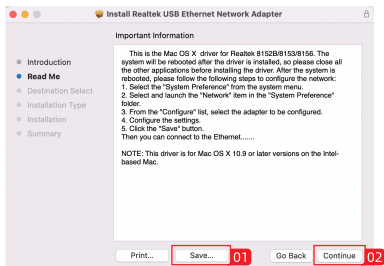 Install Realtek USB Ethernet Network Adapter
Important Information
Introduction
Read Me
Destination Select
Installation Type
Installation
Summary
This is the Mac OS X driver for Realtek 8152B/8153/8156. The
system will be rebooted after the driver is installed, so please close all
the other applications before installing the driver. After the system is
rebooted, please follow the following steps to configure the network:
1. Select the "System Preference" from the system menu.
2. Select and launch the "Network" item in the "System Preference"
folder.
3. From the "Configure" list, select the adapter to be configured.
4. Configure the settings.
5. Click the "Save" button.
Then you can connect to the Ethernet.......
NOTE: This driver is for Mac OS X 10.9 or later versions on the Intel-
based Mac.
Print... Save... 01 Go Back Continue 02